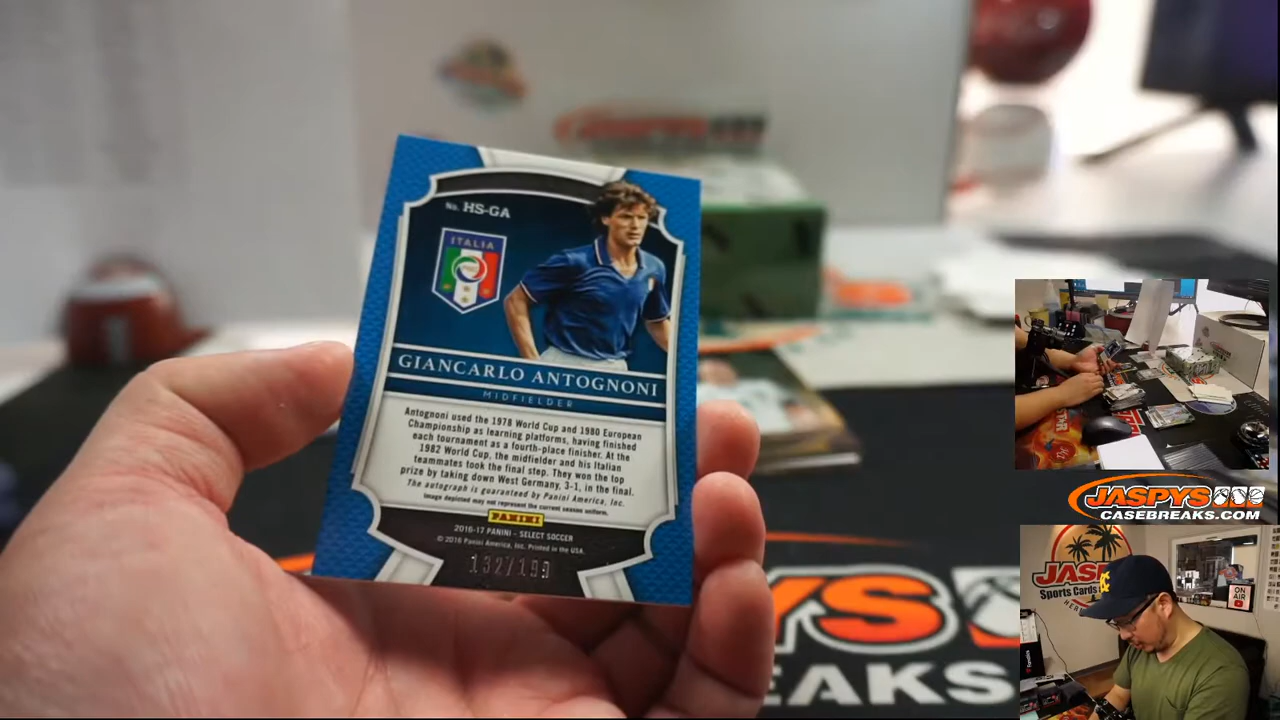 No. HS-GA
ITALIA
GIANCARLO ANTOGNONI
MIDFIELDER
Antognoni used the 1978 World Cup and 1980 European
Championship as learning platforms, having finished
each tournament as a fourth-place finisher. At the
1982 World Cup, the midfielder and his Italian
teammates took the final step. They won the top
prize by taking down West Germany, 3-1, in the final.
The autograph is guaranteed by Panini America, Inc.
Image depicted may not represent the current season uniform.
PANINI
2016-17 PANINI - SELECT SOCCER
© 2016 Panini America, Inc. Printed in the USA.
132/199
JASPYS
YS
EAKS
JASPYS
CASEBREAKS.COM
JASP
Sports Cards
ON
AIR